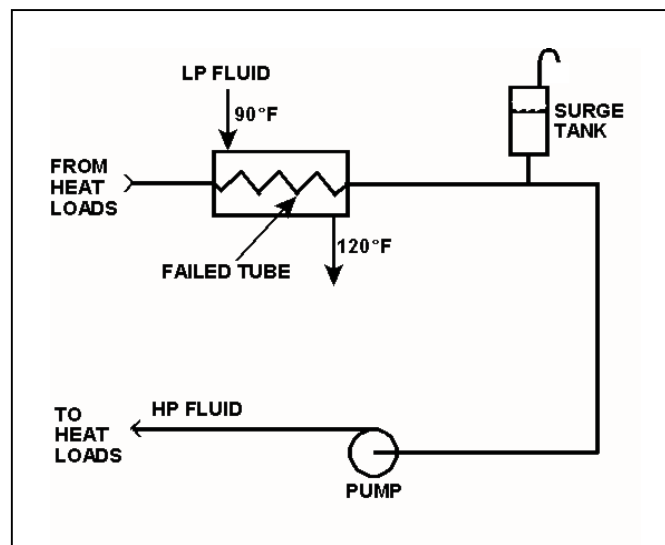 LP FLUID
90°F
SURGE
TANK
FROM
HEAT
LOADS
120°F
FAILED TUBE
TO
HEAT
LOADS
HP FLUID
PUMP